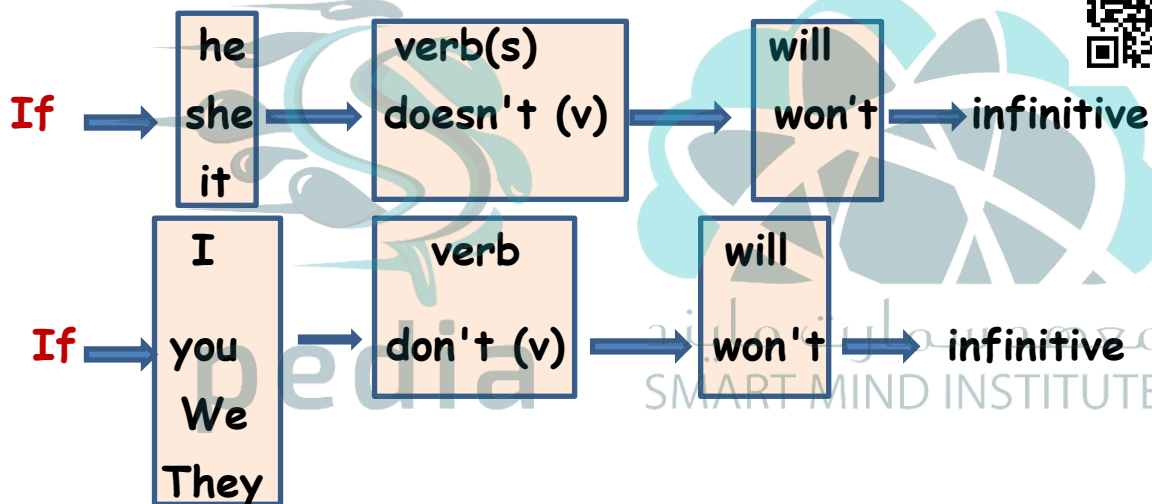 he verb(s) will
If she doesn't (v) won't infinitive
it
I verb will
If you don't (v) won't infinitive
pedia
SMART MIND INSTITUTE
We
They